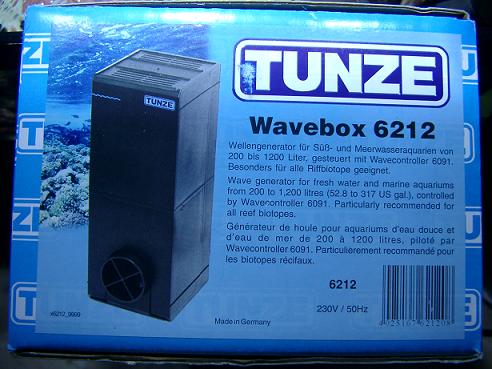 TUNZE
TUNZE
Wavebox 6212
Wellengenerator für Süß- und Meerwasseraquarien von
200 bis 1200 Liter, gesteuert mit Wavecontroller 6091.
Besonders für alle Riffbiotope geeignet.
Wave generator for fresh water and marine aquariums
from 200 to 1,200 litres (52.8 to 317 US gal.), controlled
by Wavecontroller 6091. Particularly recommended for
all reef biotopes.
Générateur de houle pour aquariums d'eau douce et
d'eau de mer de 200 à 1200 litres, piloté par
Wavecontroller 6091. Particulièrement recommandé pour
les biotopes récifaux.
6212
230V / 50Hz
4 025167 621208
x6212_9999
Made in Germany